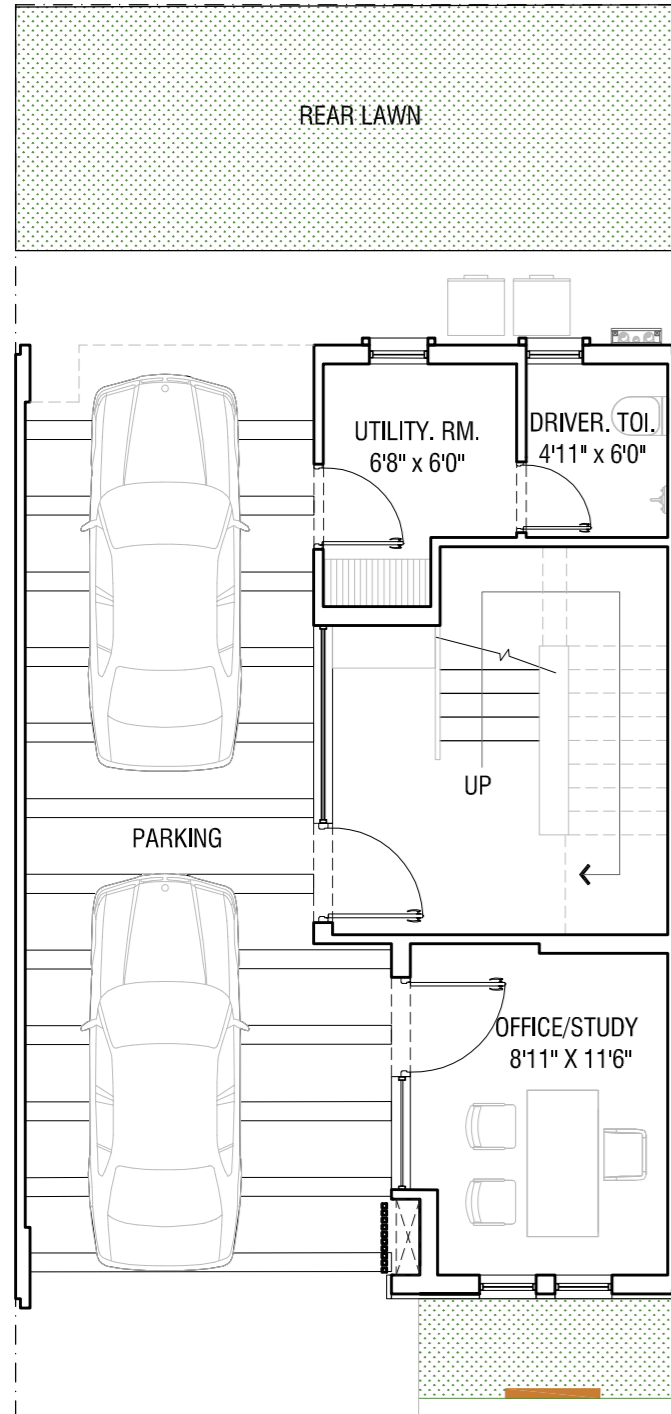 REAR LAWN
UTILITY. RM.
6'8" x 6'0"
DRIVER. TOI.
4'11" x 6'0"
UP
PARKING
OFFICE/STUDY
8'11" X 11'6"